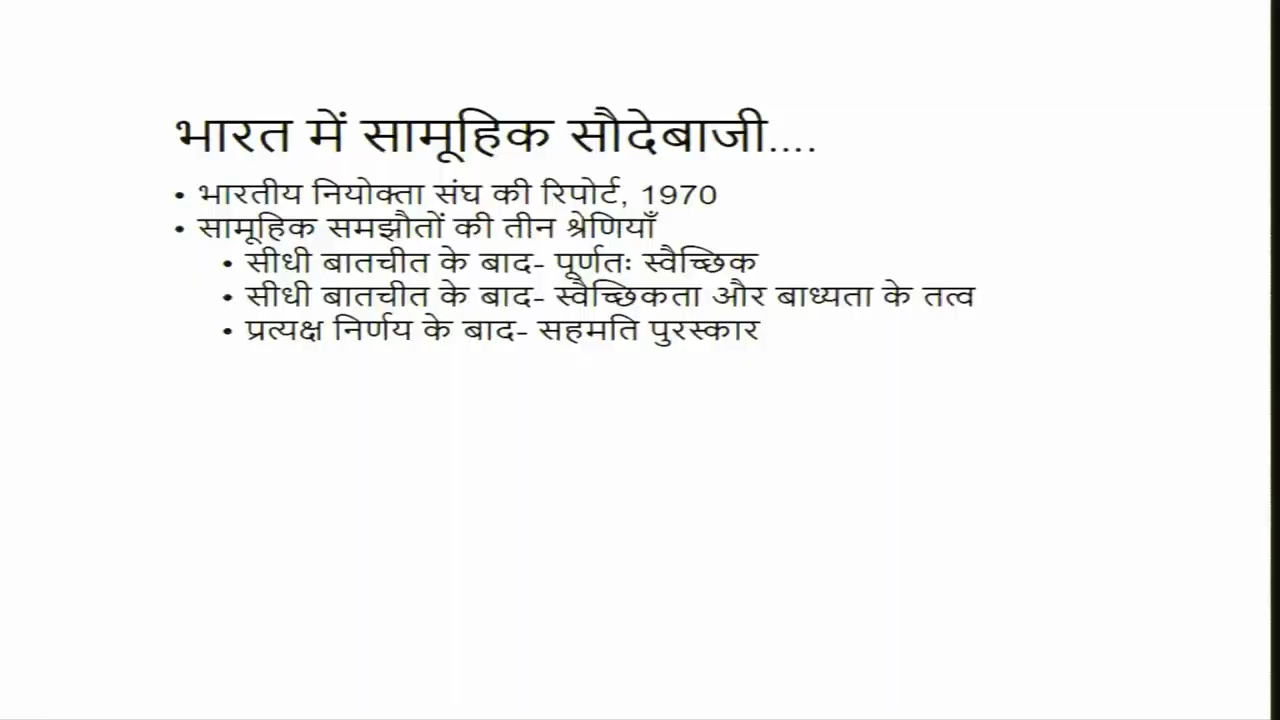 भारत में सामूहिक सौदेबाजी....
• भारतीय नियोक्ता संघ की रिपोर्ट, 1970
• सामूहिक समझौतों की तीन श्रेणियाँ
• सीधी बातचीत के बाद- पूर्णतः स्वैच्छिक
• सीधी बातचीत के बाद- स्वैच्छिकता और बाध्यता के तत्व
• प्रत्यक्ष निर्णय के बाद- सहमति पुरस्कार